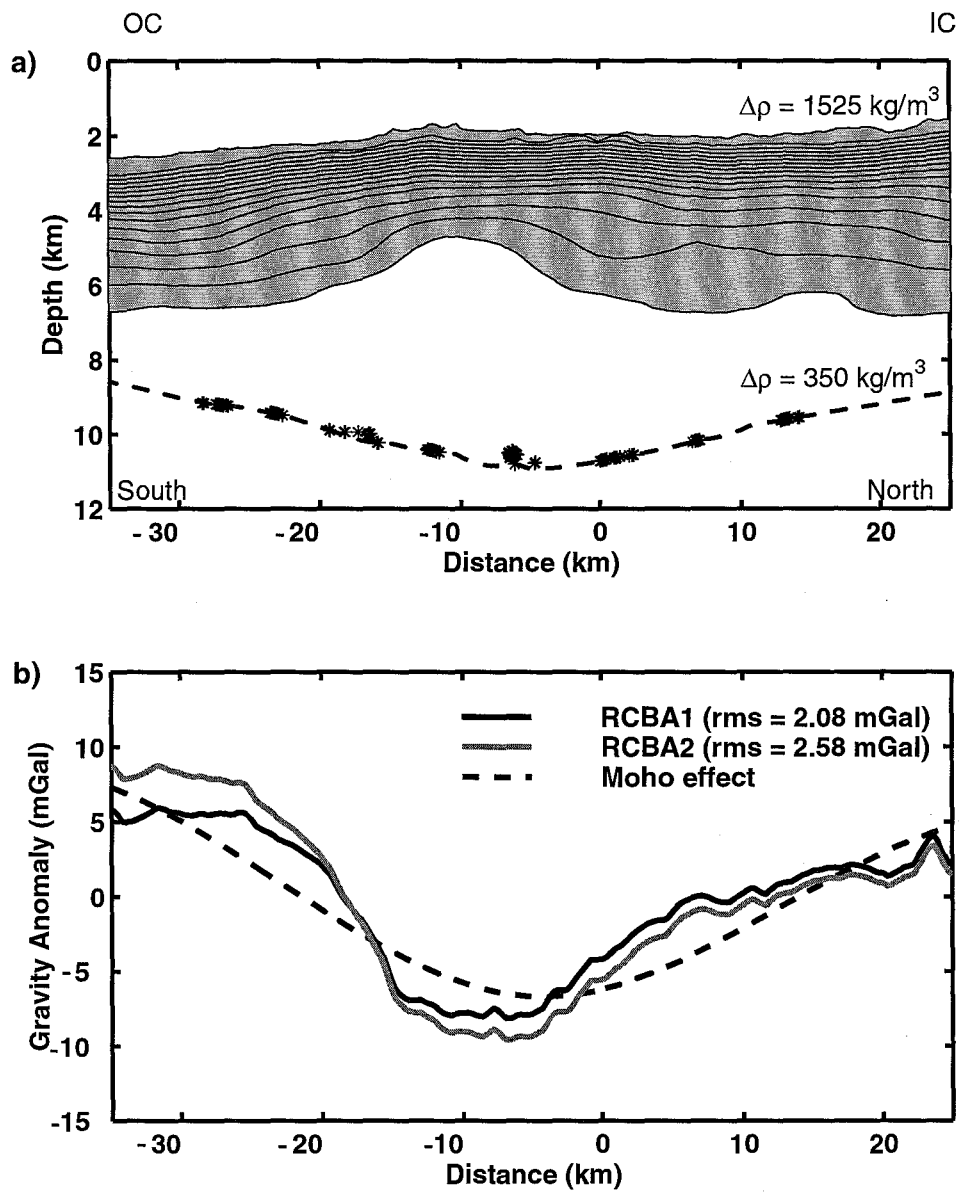 OC IC
a)
0
2
4
6
8
10
12
Depth (km)
Δρ = 1525 kg/m³
Δρ = 350 kg/m³
South North
-30 -20 -10 0 10 20
Distance (km)
b)
15
10
5
0
-5
-10
-15
Gravity Anomaly (mGal)
RCBA1 (rms = 2.08 mGal)
RCBA2 (rms = 2.58 mGal)
Moho effect
-30 -20 -10 0 10 20
Distance (km)